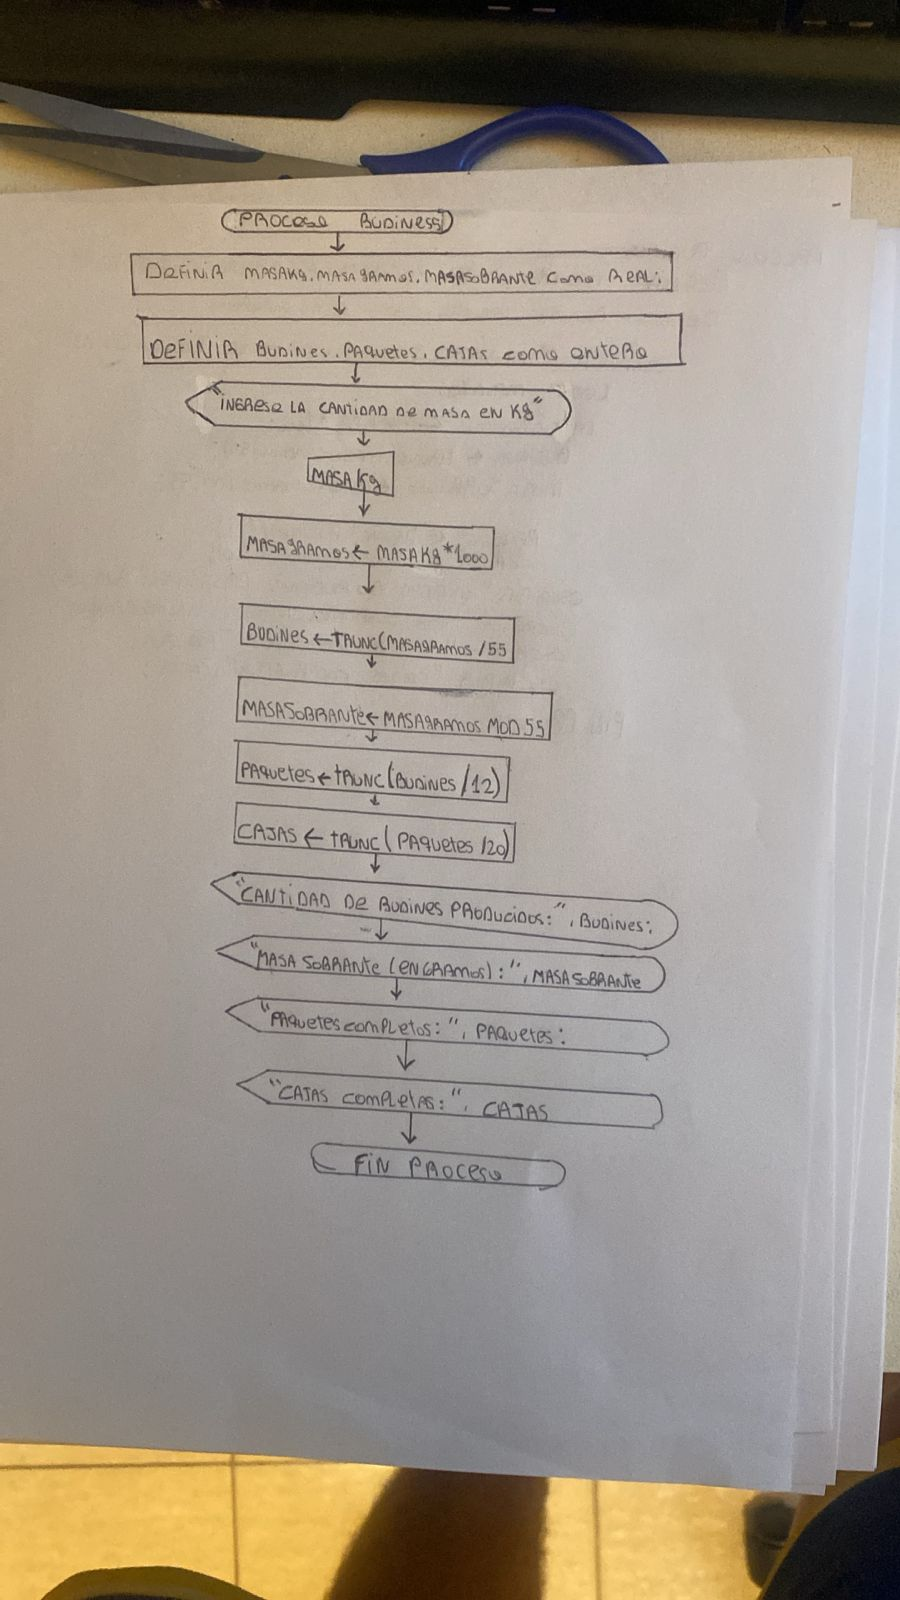 PROCESO BUDINESS
DEFINIR MASAKg. MASAgRAMOS. MASASOBRANTE COMO REAL:
DEFINIR BUDINES. PAQUETES. CAJAS COMO ENTERO
"INGRESE LA CANTIDAD DE MASA EN Kg"
MASAKg
MASAGRAMOS ← MASAKg*1000
BUDINES ← TRUNC(MASAGRAMOS /55
MASASOBRANTE ← MASAGRAMOS MOD 55
PAQUETES ← TRUNC(BUDINES /12)
CAJAS ← TRUNC(PAQUETES /20)
"CANTIDAD DE BUDINES PRODUCIDOS:", BUDINES:
"MASA SOBRANTE (EN GRAMOS):", MASASOBRANTE
"PAQUETES COMPLETOS:", PAQUETES:
"CAJAS COMPLETAS:", CAJAS
FIN PROCESO